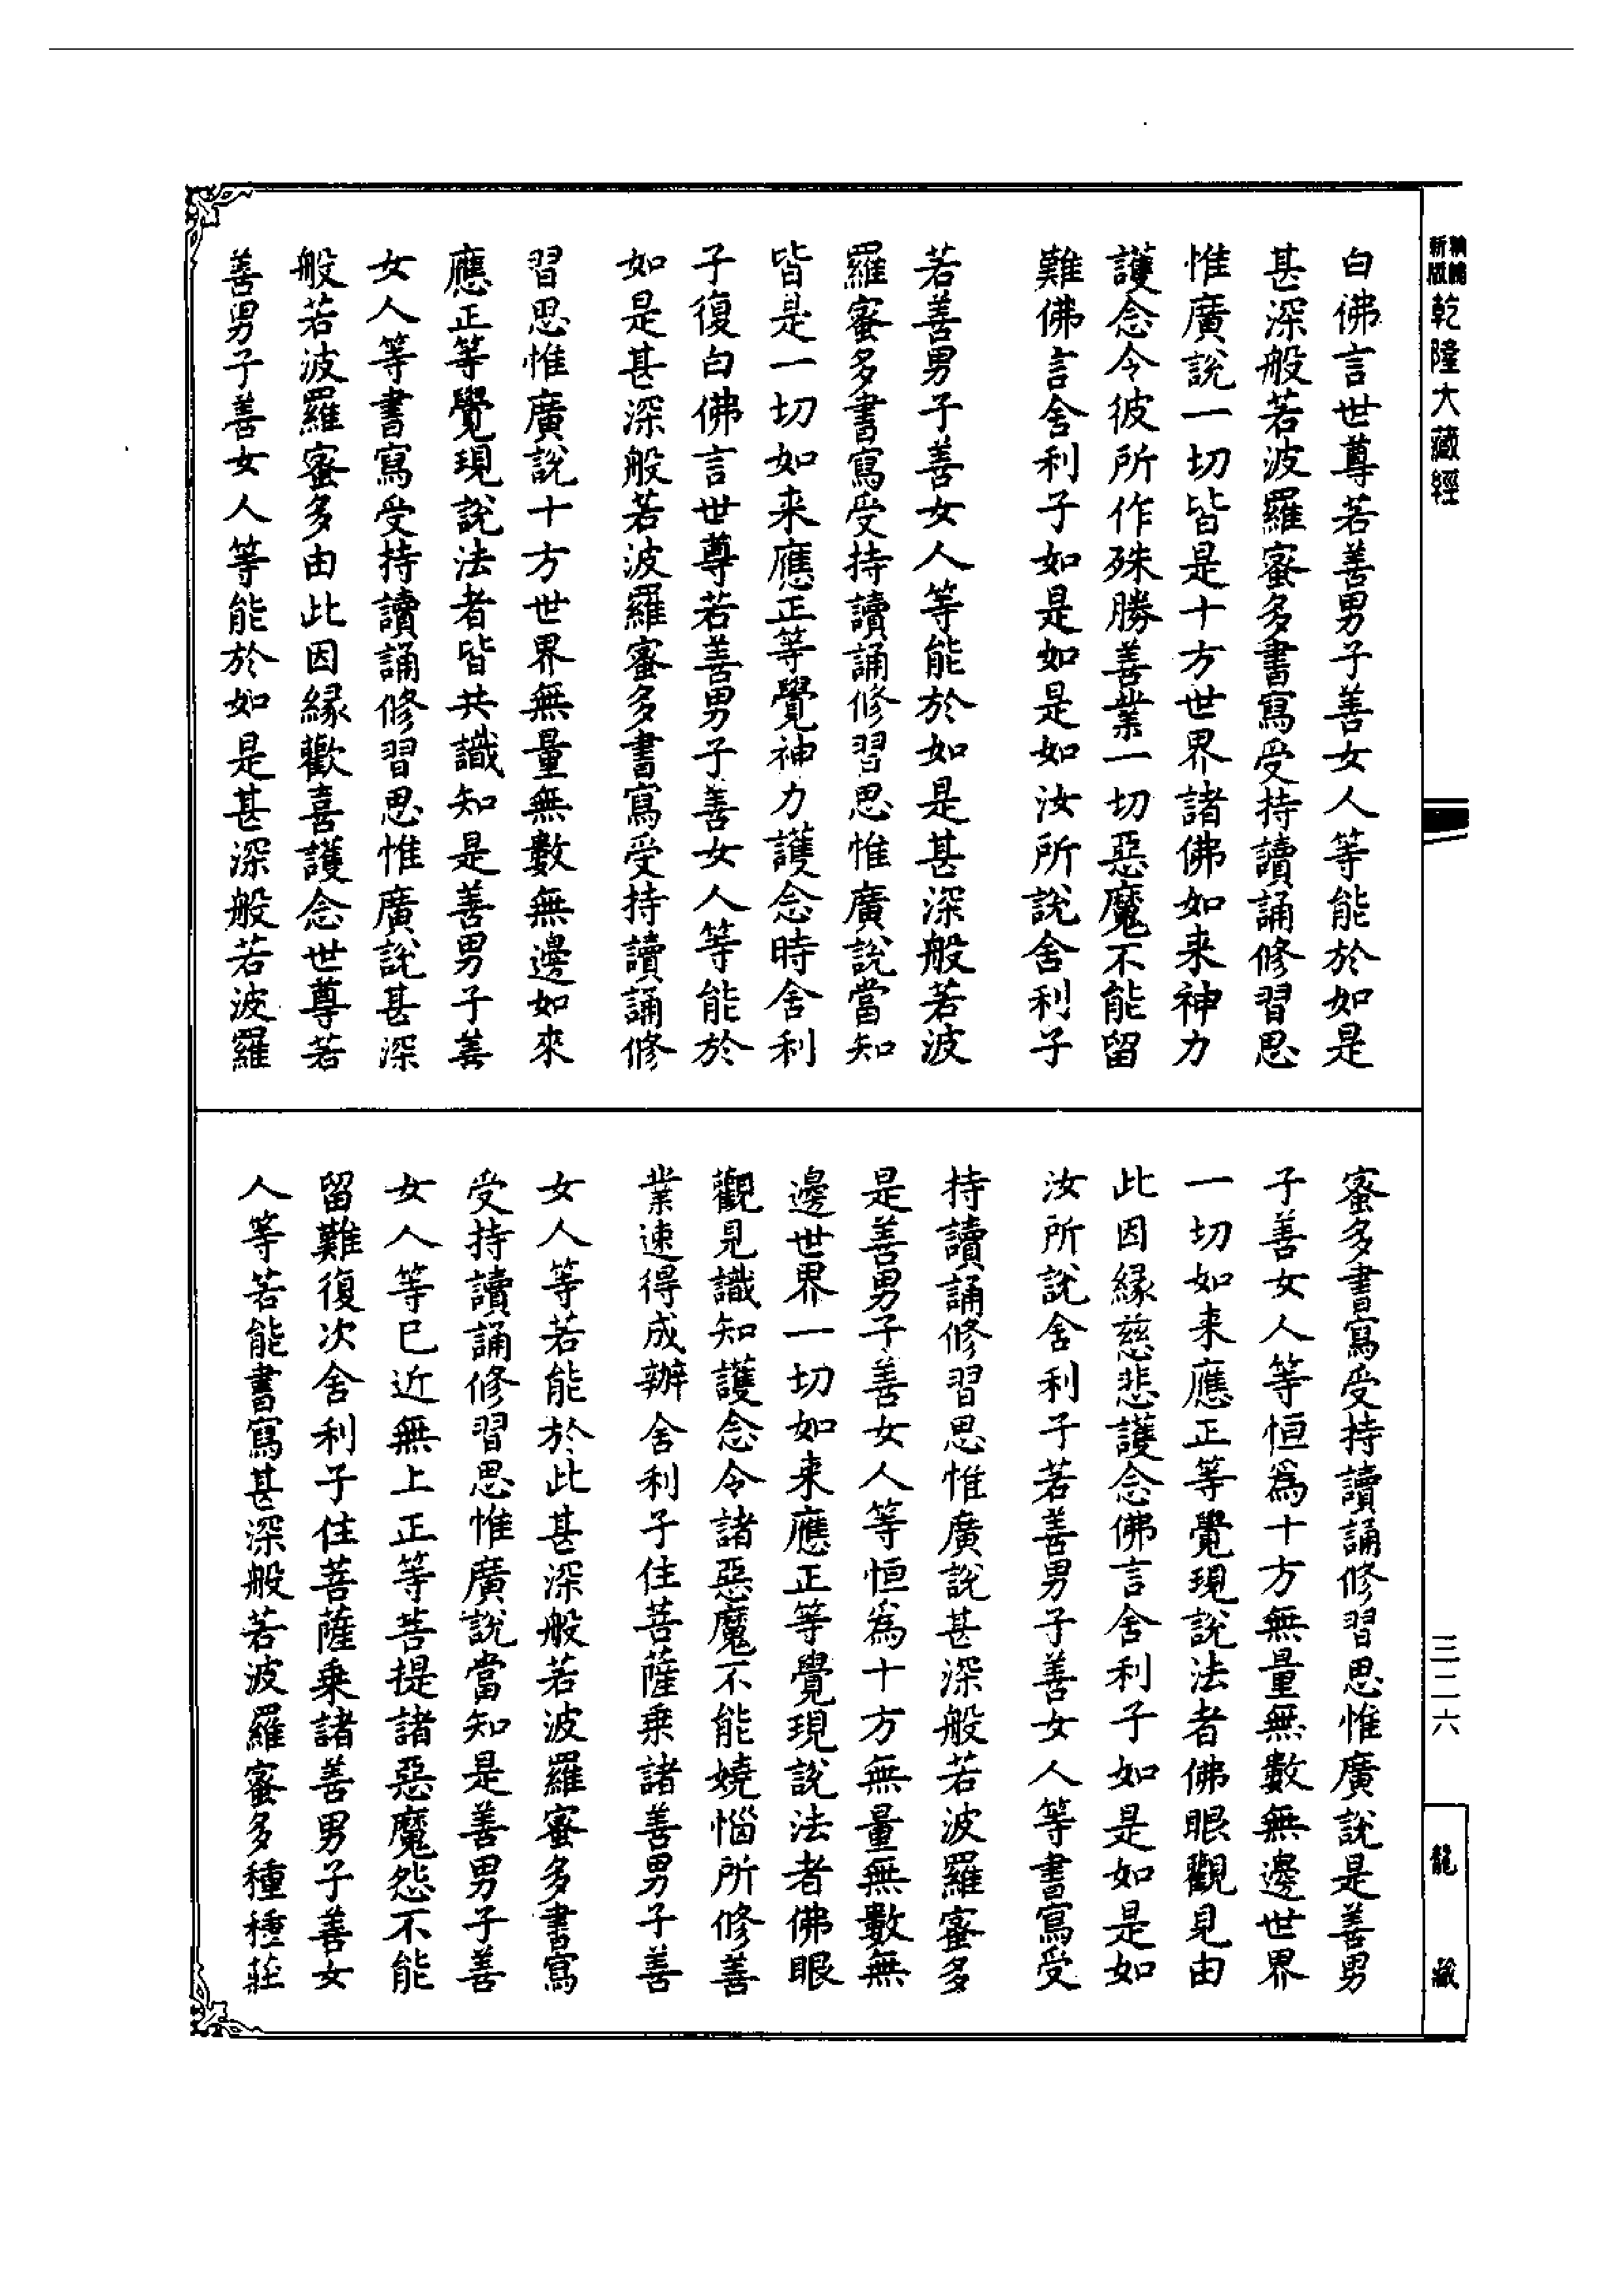 新版
精編
乾隆大藏經
白佛言世尊若善男子善女人等能於如是
甚深般若波羅蜜多書寫受持讀誦修習思
惟廣說一切皆是十方世界諸佛如来神力
護念令彼所作殊勝善業一切惡魔不能留
難佛言舍利子如是如是如汝所說舍利子
若善男子善女人等能於如是甚深般若波
羅蜜多書寫受持讀誦修習思惟廣說當知
皆是一切如来應正等覺神力護念時舍利
子復白佛言世尊若善男子善女人等能於
如是甚深般若波羅蜜多書寫受持讀誦修
習思惟廣說十方世界無量無數無邊如來
應正等覺現說法者皆共識知是善男子善
女人等書寫受持讀誦修習思惟廣說甚深
般若波羅蜜多由此因緣歡喜護念世尊若
善男子善女人等能於如是甚深般若波羅
蜜多書寫受持讀誦修習思惟廣說是善男
子善女人等恒為十方無量無數無邊世界
一切如来應正等覺現說法者佛眼觀見由
此因緣慈悲護念佛言舍利子如是如是如
汝所說舍利子若善男子善女人等書寫受
持讀誦修習思惟廣說甚深般若波羅蜜多
是善男子善女人等恒為十方無量無數無
邊世界一切如来應正等覺現說法者佛眼
觀見識知護念令諸惡魔不能嬈惱所修善
業速得成辦舍利子住菩薩乘諸善男子善
女人等若能於此甚深般若波羅蜜多書寫
受持讀誦修習思惟廣說當知是善男子善
女人等已近無上正等菩提諸惡魔怨不能
留難復次舍利子住菩薩乘諸善男子善女
人等若能書寫甚深般若波羅蜜多種種莊
三二六
龍藏